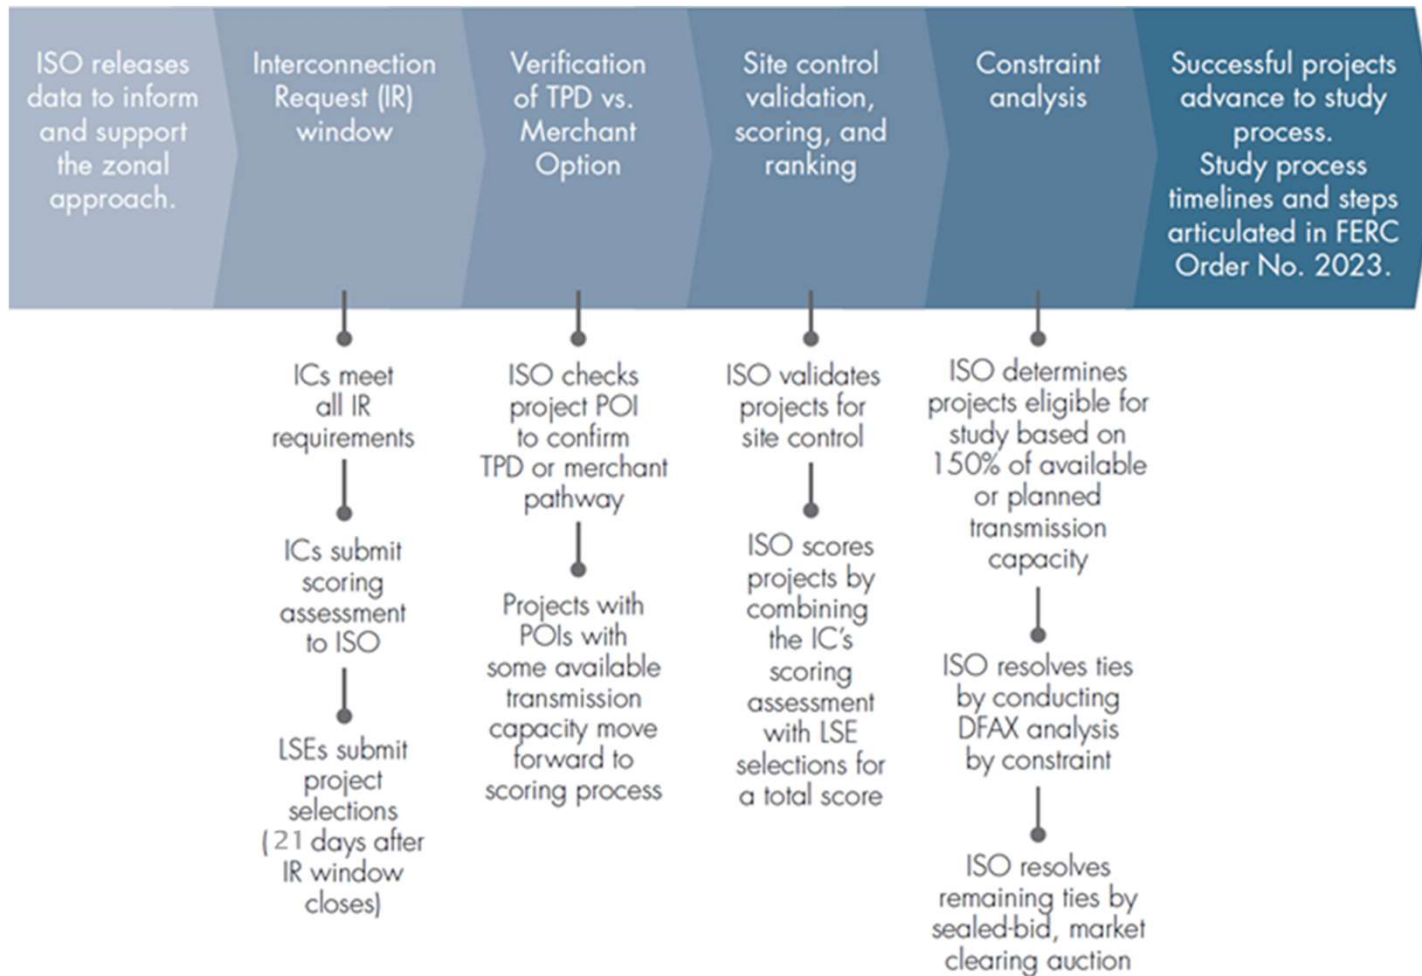 ISO releases
data to inform
and support
the zonal
approach.
Interconnection
Request (IR)
window
Verification
of TPD vs.
Merchant
Option
Site control
validation,
scoring, and
ranking
Constraint
analysis
Successful projects
advance to study
process.
Study process
timelines and steps
articulated in FERC
Order No. 2023.
ICs meet
all IR
requirements
ICs submit
scoring
assessment
to ISO
LSEs submit
project
selections
(21 days after
IR window
closes)
ISO checks
project POI
to confirm
TPD or merchant
pathway
Projects with
POIs with
some available
transmission
capacity move
forward to
scoring process
ISO validates
projects for
site control
ISO scores
projects by
combining
the IC's
scoring
assessment
with LSE
selections for
a total score
ISO determines
projects eligible for
study based on
150% of available
or planned
transmission
capacity
ISO resolves ties
by conducting
DFAX analysis
by constraint
ISO resolves
remaining ties by
sealed-bid, market
clearing auction